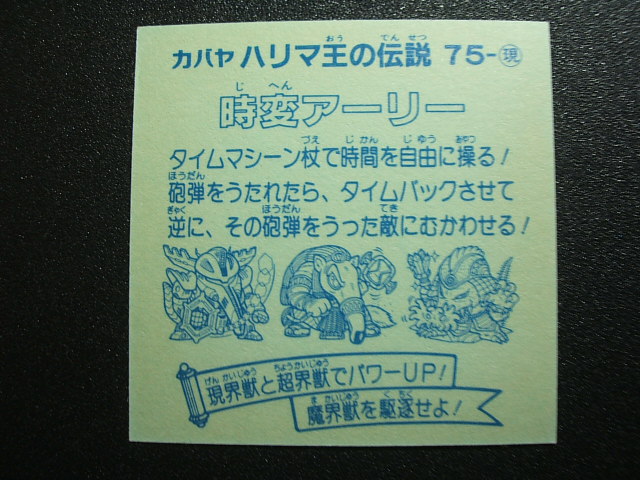 カバヤ ハリマ王の伝説 75-現
時変アーリー
タイムマシーン杖で時間を自由に操る!
砲弾をうたれたら、タイムバックさせて
逆に、その砲弾をうった敵にむかわせる!
現界獣と超界獣でパワーUP!
魔界獣を駆逐せよ!